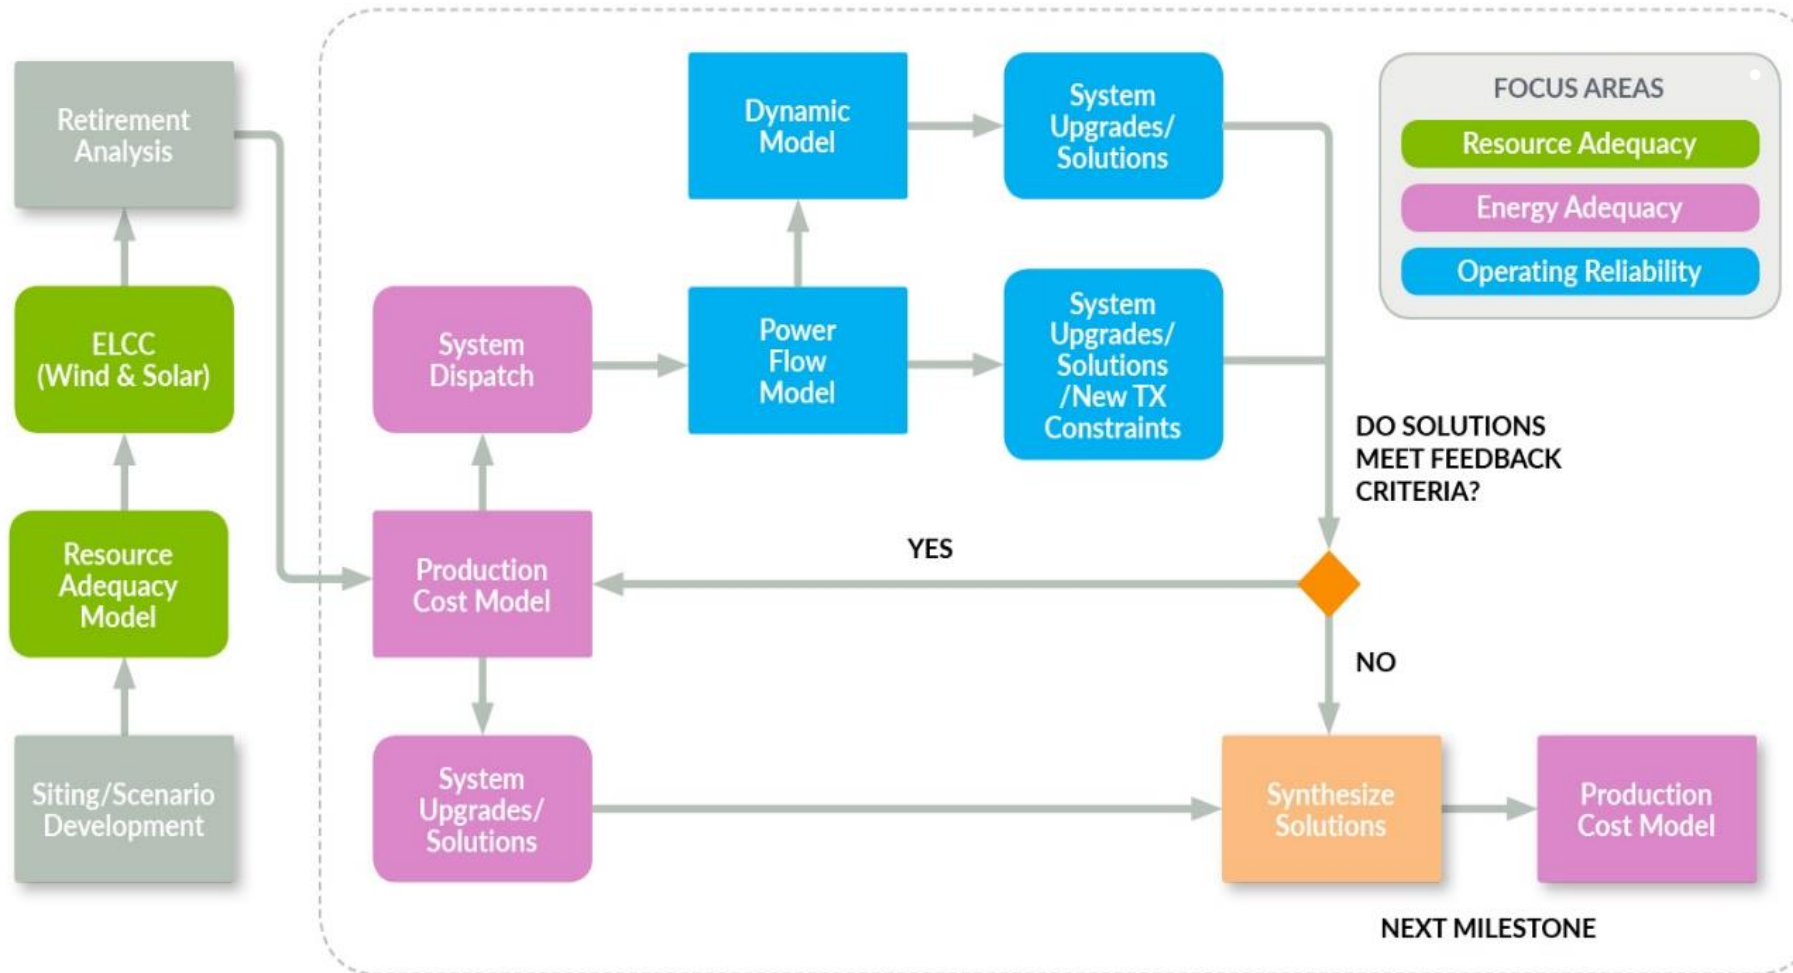 Retirement
Analysis
ELCC
(Wind & Solar)
Resource
Adequacy
Model
Siting/Scenario
Development
Dynamic
Model
System
Upgrades/
Solutions
System
Dispatch
Power
Flow
Model
System
Upgrades/
Solutions
/New TX
Constraints
FOCUS AREAS
Resource Adequacy
Energy Adequacy
Operating Reliability
DO SOLUTIONS
MEET FEEDBACK
CRITERIA?
Production
Cost Model
YES
NO
System
Upgrades/
Solutions
Synthesize
Solutions
Production
Cost Model
NEXT MILESTONE